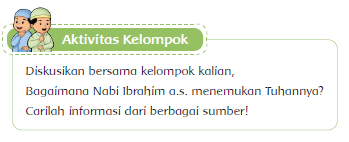 Aktivitas Kelompok
Diskusikan bersama kelompok kalian,
Bagaimana Nabi Ibrahim a.s. menemukan Tuhannya?
Carilah informasi dari berbagai sumber!